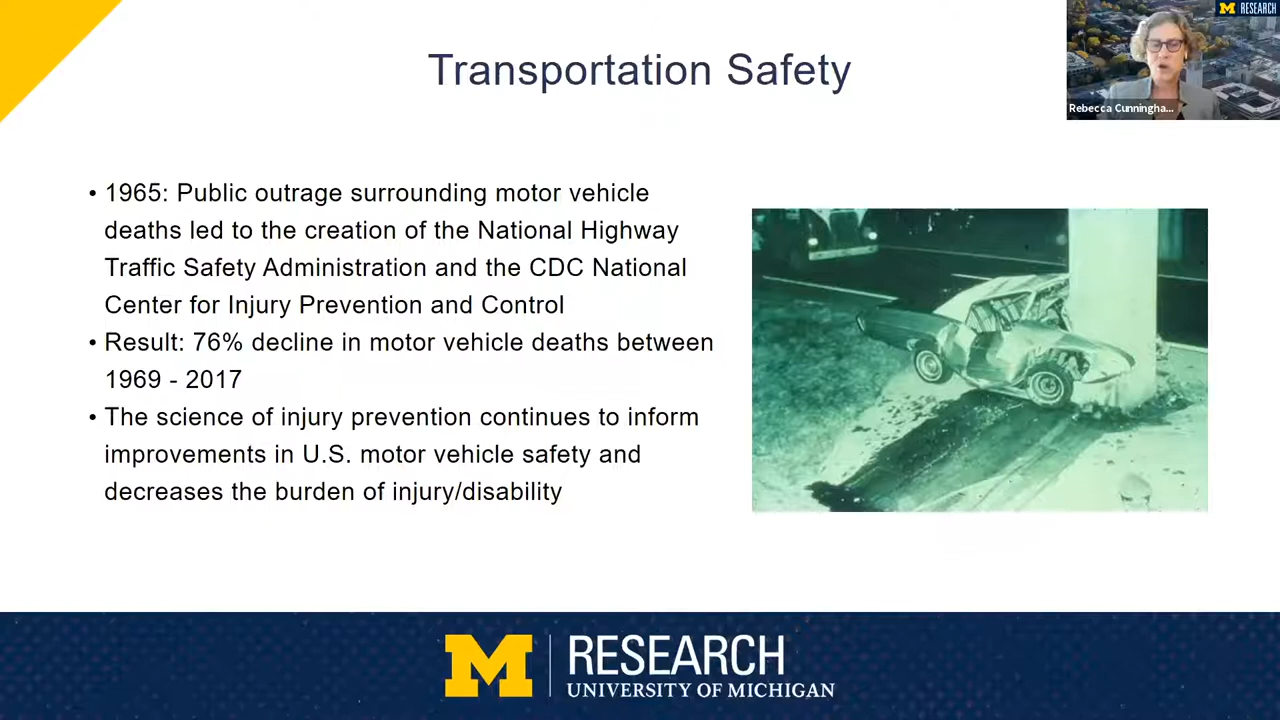 Transportation Safety
M RESEARCH
Rebecca Cunningha...
• 1965: Public outrage surrounding motor vehicle
deaths led to the creation of the National Highway
Traffic Safety Administration and the CDC National
Center for Injury Prevention and Control
• Result: 76% decline in motor vehicle deaths between
1969 - 2017
• The science of injury prevention continues to inform
improvements in U.S. motor vehicle safety and
decreases the burden of injury/disability
M RESEARCH
UNIVERSITY OF MICHIGAN